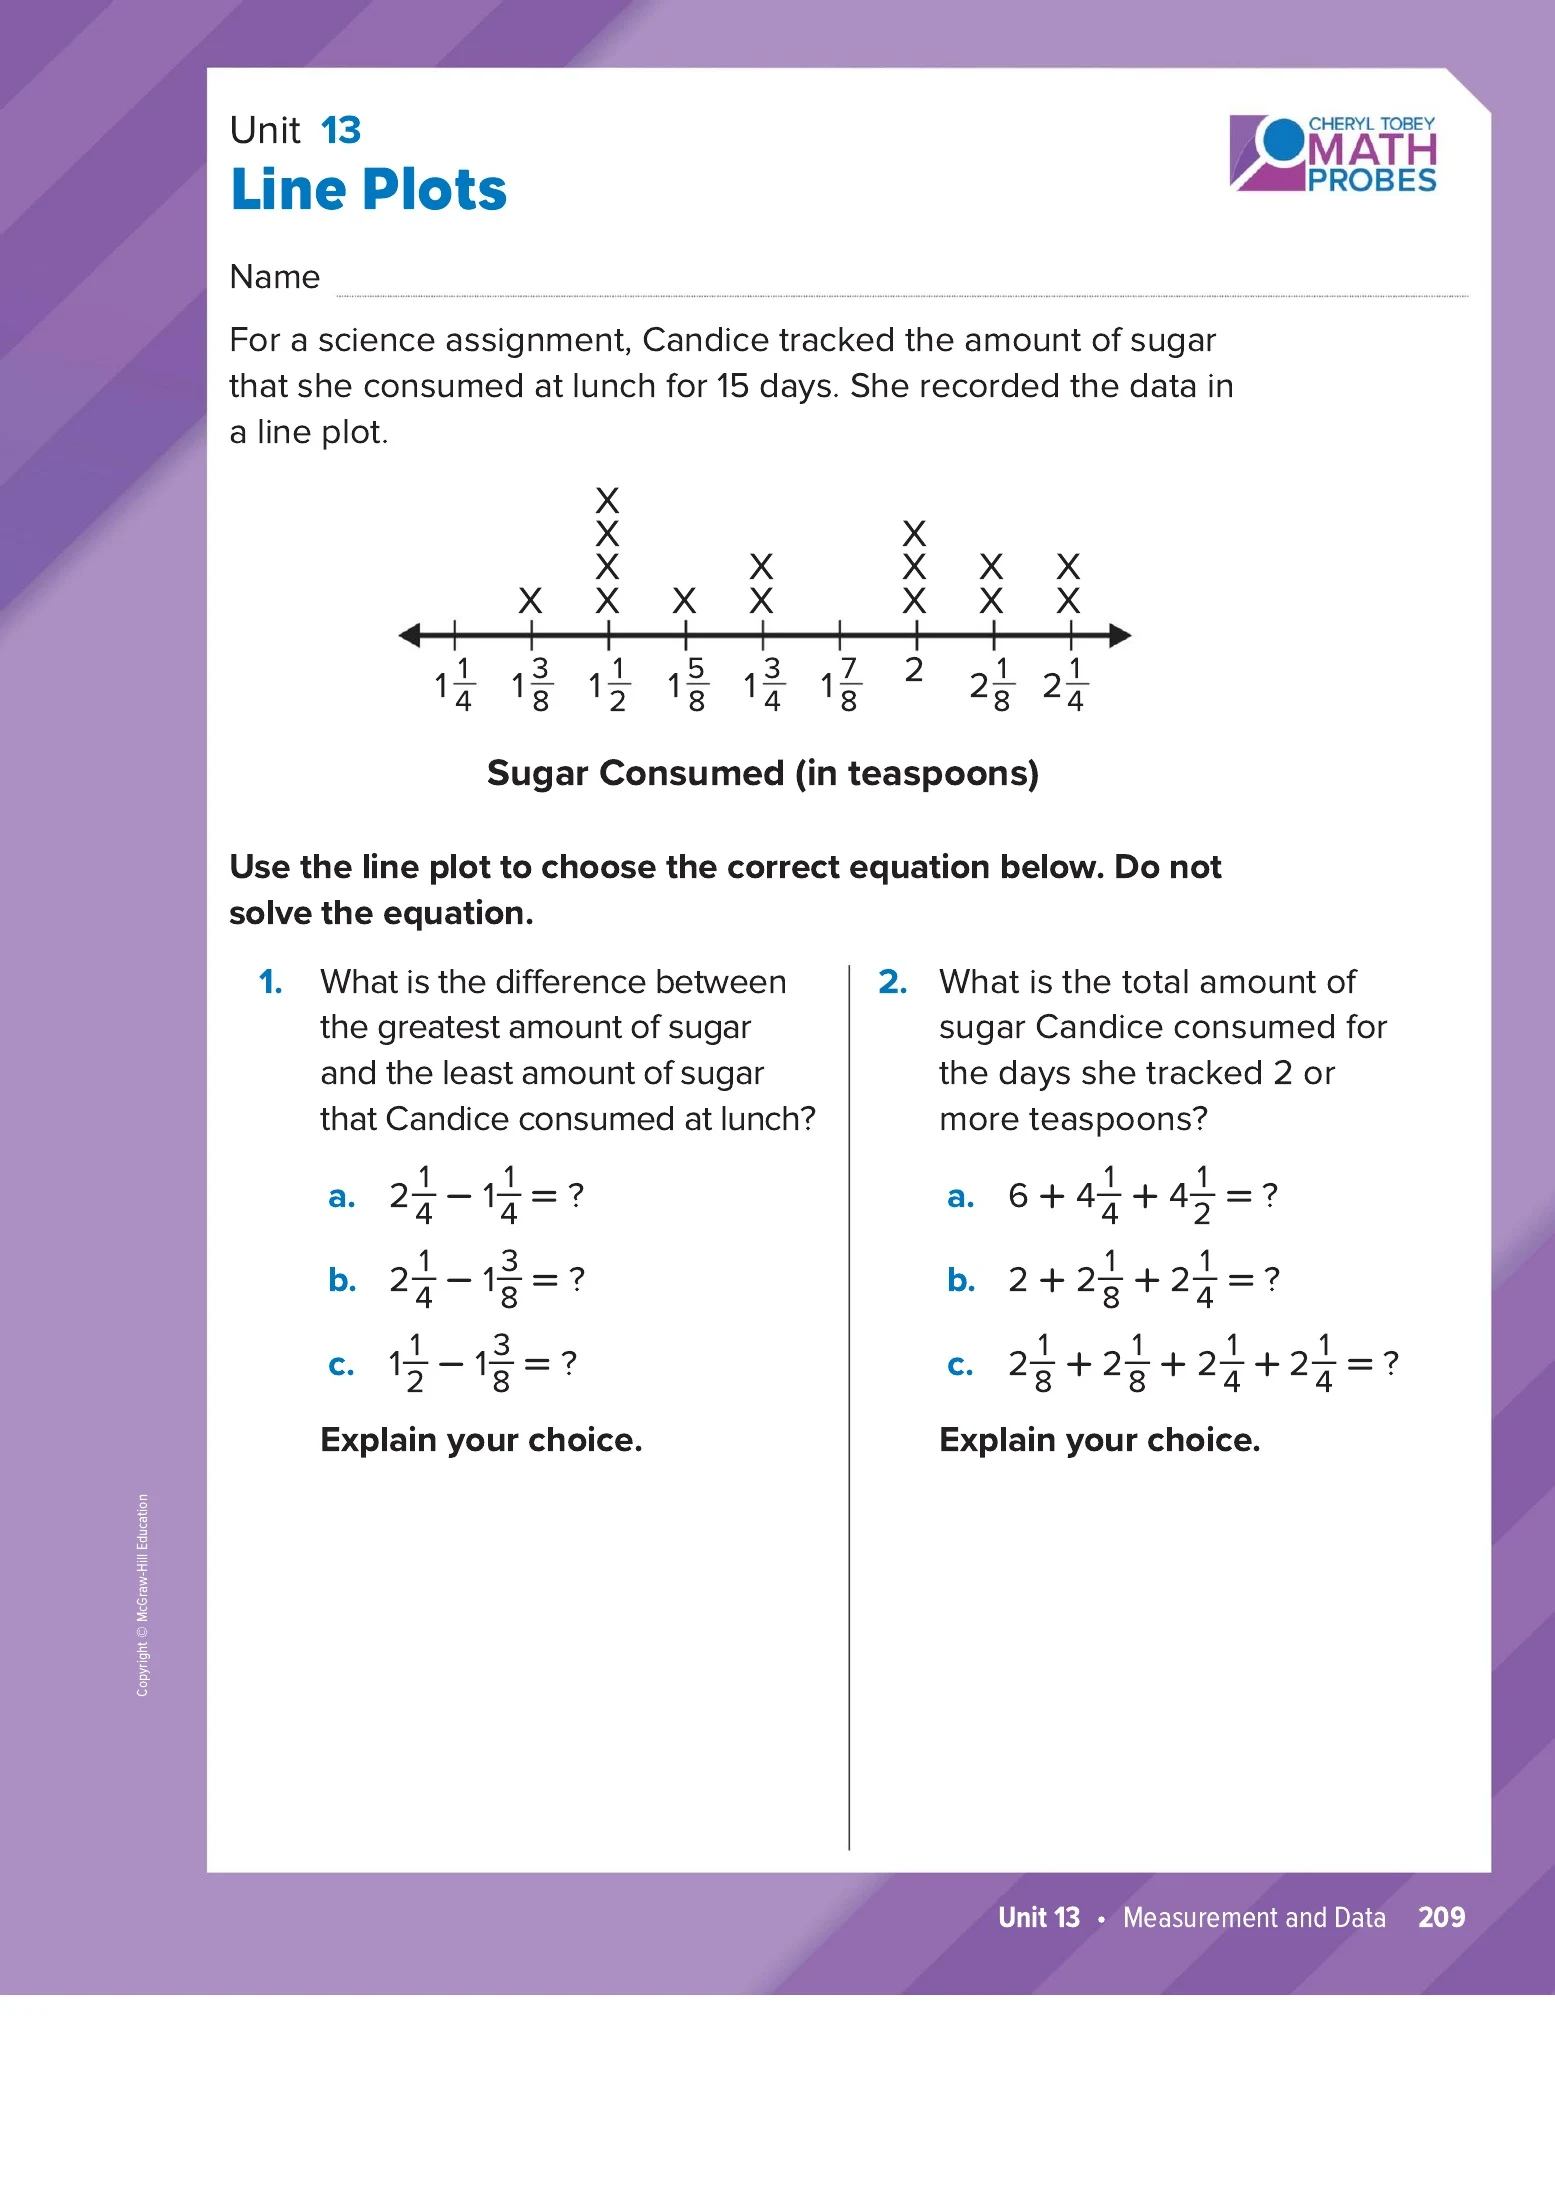 Unit 13
Line Plots
CHERYL TOBEY
MATH
PROBES
Name
For a science assignment, Candice tracked the amount of sugar
that she consumed at lunch for 15 days. She recorded the data in
a line plot.
X
X X
X X X X X
X X X X X X X
1 1/4 1 3/8 1 1/2 1 5/8 1 3/4 1 7/8 2 2 1/8 2 1/4
Sugar Consumed (in teaspoons)
Use the line plot to choose the correct equation below. Do not
solve the equation.
1. What is the difference between
the greatest amount of sugar
and the least amount of sugar
that Candice consumed at lunch?
a. 2 1/4 − 1 1/4 = ?
b. 2 1/4 − 1 3/8 = ?
c. 1 1/2 − 1 3/8 = ?
Explain your choice.
2. What is the total amount of
sugar Candice consumed for
the days she tracked 2 or
more teaspoons?
a. 6 + 4 1/4 + 4 1/2 = ?
b. 2 + 2 1/8 + 2 1/4 = ?
c. 2 1/8 + 2 1/8 + 2 1/4 + 2 1/4 = ?
Explain your choice.
Copyright © McGraw-Hill Education
Unit 13 • Measurement and Data 209